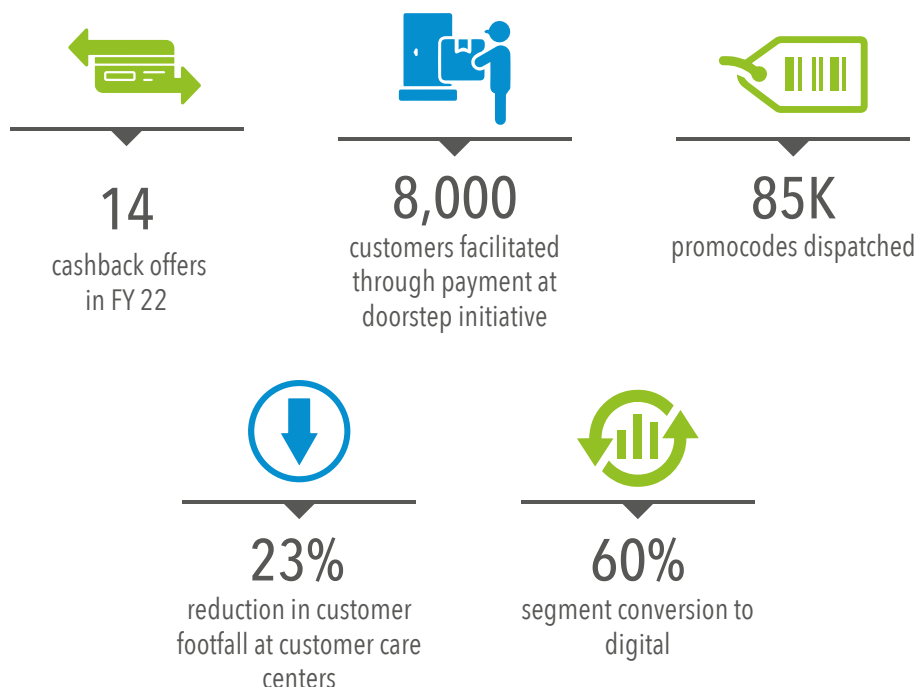 14
cashback offers
in FY 22
8,000
customers facilitated
through payment at
doorstep initiative
85K
promocodes dispatched
23%
reduction in customer
footfall at customer care
centers
60%
segment conversion to
digital